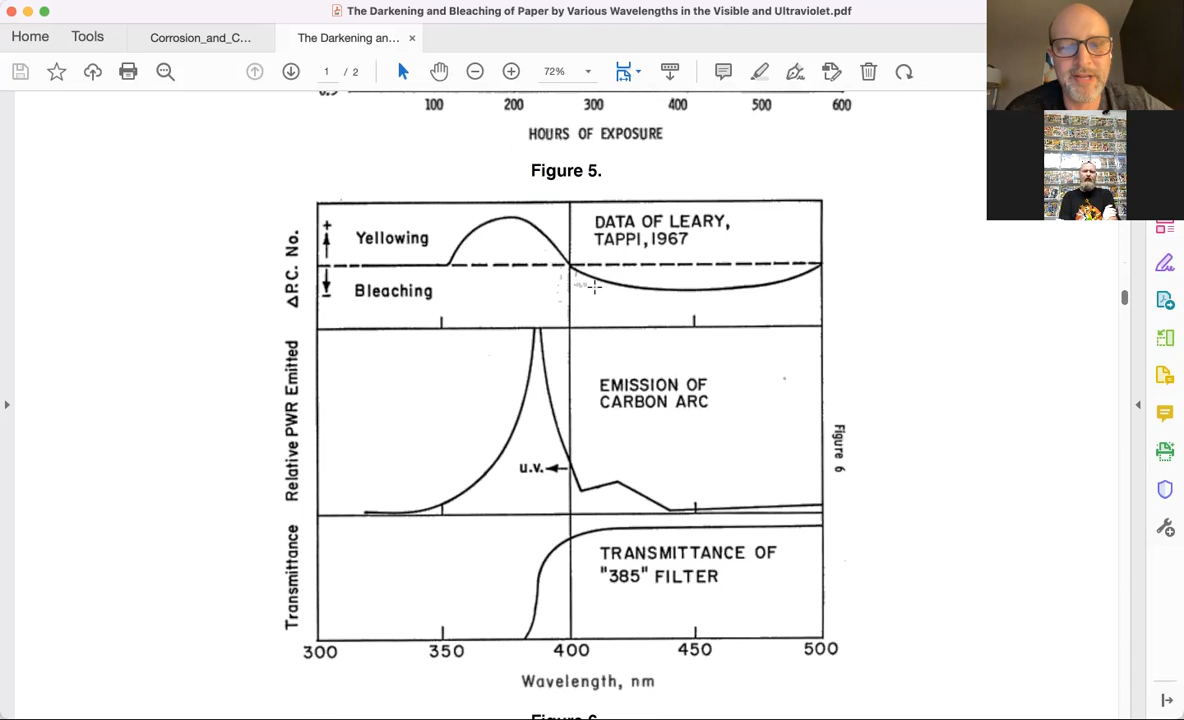 The Darkening and Bleaching of Paper by Various Wavelengths in the Visible and Ultraviolet.pdf
Home Tools Corrosion_and_C... The Darkening an... ×
1 / 2 72%
100 200 300 400 500 600
HOURS OF EXPOSURE
Figure 5.
Δ P.C. No.
+
-
Yellowing
Bleaching
DATA OF LEARY,
TAPPI, 1967
Relative PWR Emitted
EMISSION OF
CARBON ARC
u.v.
Figure 6
Transmittance
TRANSMITTANCE OF
"385" FILTER
300 350 400 450 500
Wavelength, nm